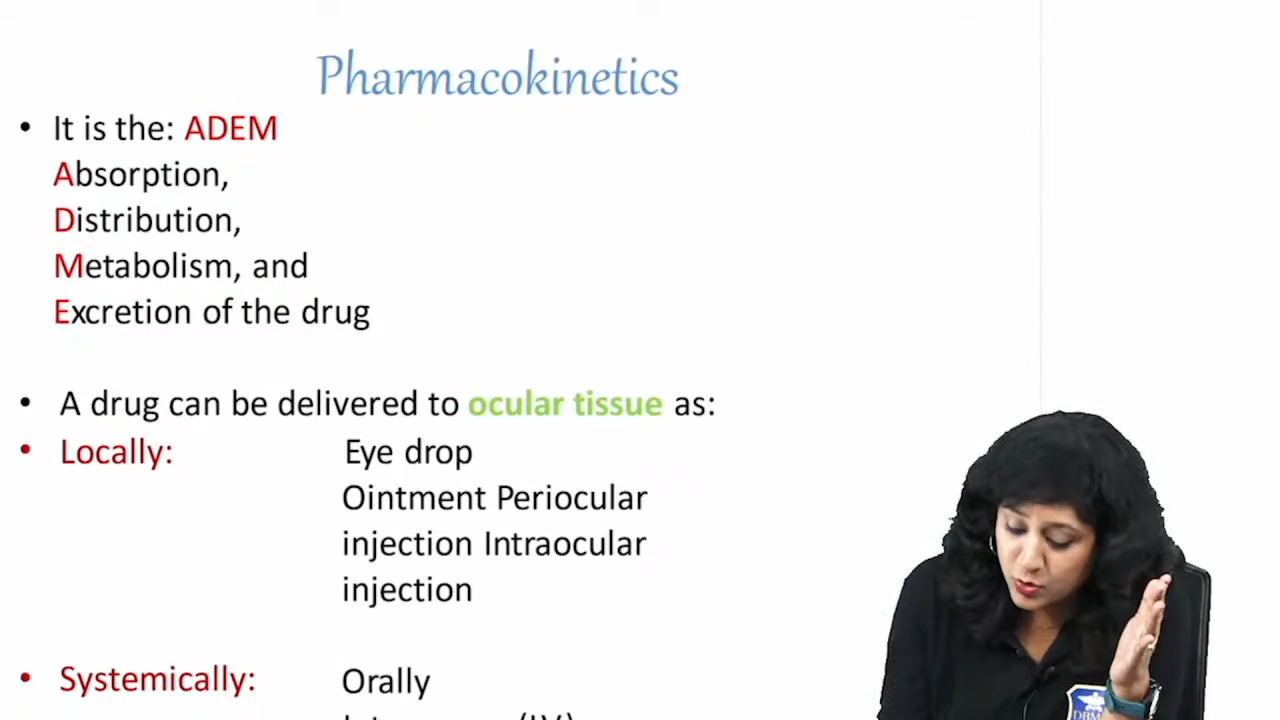 Pharmacokinetics
• It is the: ADEM
Absorption,
Distribution,
Metabolism, and
Excretion of the drug
• A drug can be delivered to ocular tissue as:
• Locally: Eye drop
Ointment Periocular
injection Intraocular
injection
• Systemically: Orally